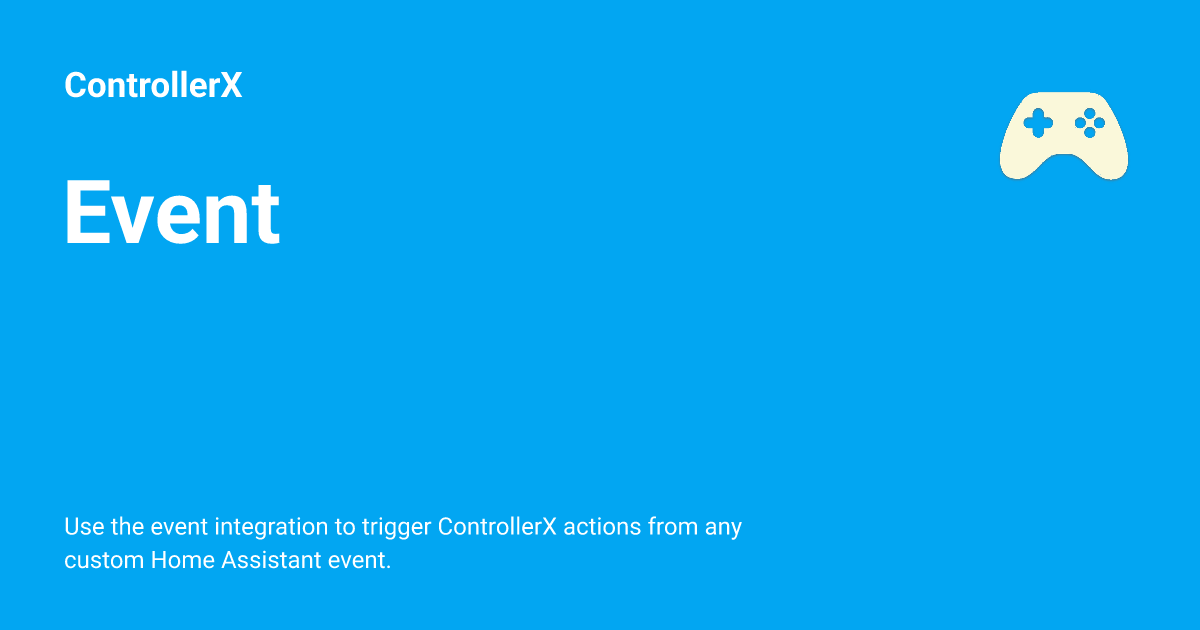 ControllerX
Event
Use the event integration to trigger ControllerX actions from any
custom Home Assistant event.